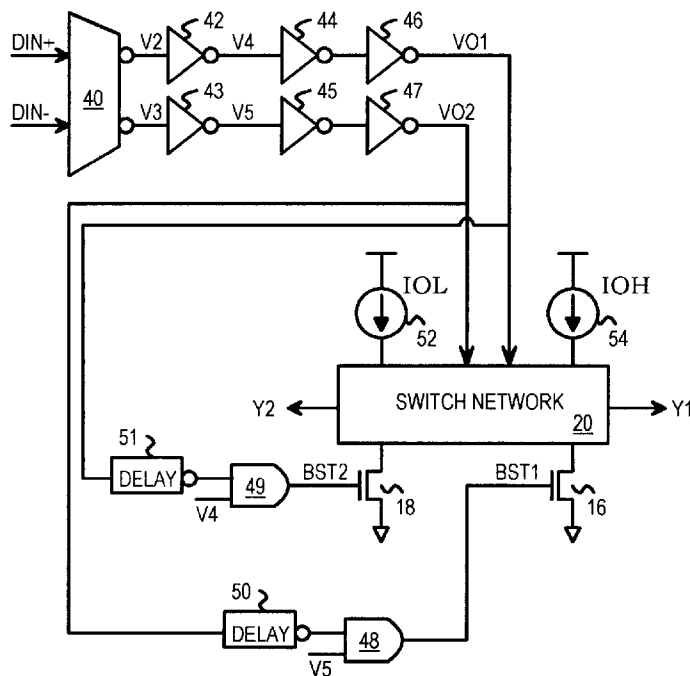 42 44 46
DIN+ V2 V4 VO1
40
43 45 47
DIN- V3 V5 VO2
IOL IOH
52 54
Y2 SWITCH NETWORK Y1
20
51
DELAY 49 BST2 18 BST1 16
V4
50
DELAY 48
V5